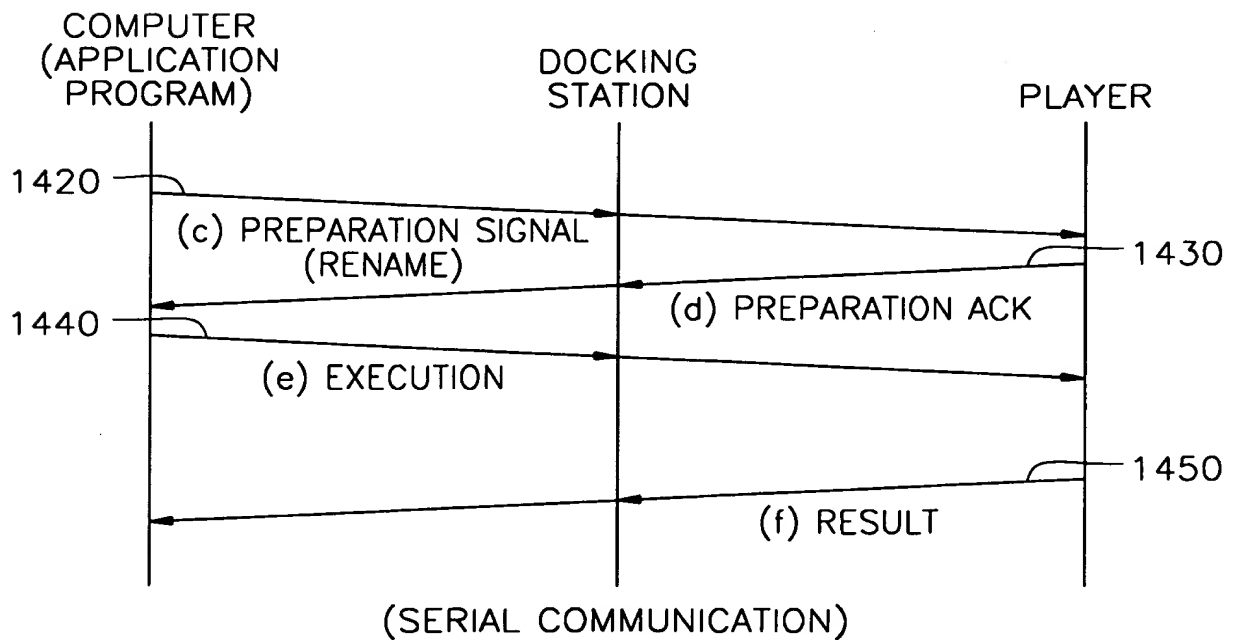 COMPUTER
(APPLICATION
PROGRAM)
DOCKING
STATION
PLAYER
1420
(c) PREPARATION SIGNAL
(RENAME)
1430
(d) PREPARATION ACK
1440
(e) EXECUTION
1450
(f) RESULT
(SERIAL COMMUNICATION)